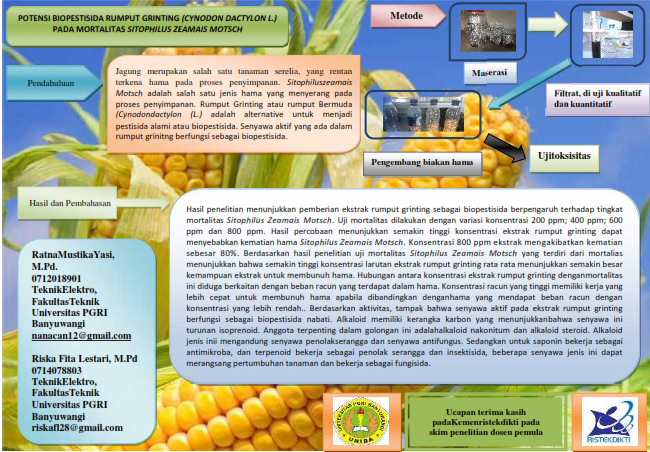 POTENSI BIOPESTISIDA RUMPUT GRINTING (CYNODON DACTYLON L.)
PADA MORTALITAS SITOPHILUS ZEAMAIS MOTSCH
Pendahuluan
Jagung merupakan salah satu tanaman serelia, yang rentan
terkena hama pada proses penyimpanan. Sitophiluszeamais
Motsch adalah salah satu jenis hama yang menyerang pada
proses penyimpanan. Rumput Grinting atau rumput Bermuda
(Cynodondactylon (L.) adalah alternative untuk menjadi
pestisida alami atau biopestisida. Senyawa aktif yang ada dalam
rumput grinitng berfungsi sebagai biopestisida.
Metode
Maserasi
Filtrat, di uji kualitatif
dan kuantitatif
Pengembang biakan hama
Ujitoksisitas
Hasil dan Pembahasan
Hasil penelitian menunjukkan pemberian ekstrak rumput grinting sebagai biopestisida berpengaruh terhadap tingkat
mortalitas Sitophilus Zeamais Motsch. Uji mortalitas dilakukan dengan variasi konsentrasi 200 ppm; 400 ppm; 600
ppm dan 800 ppm. Hasil percobaan menunjukkan semakin tinggi konsentrasi ekstrak rumput grinting dapat
menyebabkan kematian hama Sitophilus Zeamais Motsch. Konsentrasi 800 ppm ekstrak mengakibatkan kematian
sebesar 80%. Berdasarkan hasil penelitian uji mortalitas Sitophilus Zeamais Motsch yang terdiri dari mortalitas
menunjukkan bahwa semakin tinggi konsentrasi larutan ekstrak rumput grinting rata rata menunjukkan semakin besar
kemampuan ekstrak untuk membunuh hama. Hubungan antara konsentrasi ekstrak rumput grinting denganmortalitas
ini diduga berkaitan dengan beban racun yang terdapat dalam hama. Konsentrasi racun yang tinggi memiliki kerja yang
lebih cepat untuk membunuh hama apabila dibandingkan denganhama yang mendapat beban racun dengan
konsentrasi yang lebih rendah.. Berdasarkan aktivitas, tampak bahwa senyawa aktif pada ekstrak rumput grinting
berfungsi sebagai biopestisida nabati. Alkaloid memiliki kerangka karbon yang menunjukkanbahwa senyawa ini
turunan isoprenoid. Anggota terpenting dalam golongan ini adalahalkaloid nakonitum dan alkaloid steroid. Alkaloid
jenis inii mengandung senyawa penolakserangga dan senyawa antifungus. Sedangkan untuk saponin bekerja sebagai
antimikroba, dan terpenoid bekerja sebagai penolak serangga dan insektisida, beberapa senyawa jenis ini dapat
merangsang pertumbuhan tanaman dan bekerja sebagai fungisida.
RatnaMustikaYasi,
M.Pd.
0712018901
TeknikElektro,
FakultasTeknik
Universitas PGRI
Banyuwangi
nanacan12@gmail.com
Riska Fita Lestari, M.Pd
0714078803
TeknikElektro,
FakultasTeknik
Universitas PGRI
Banyuwangi
riskafl28@gmail.com
UNIVERSITAS PGRI BANYUWANGI
UNIBA
Ucapan terima kasih
padaKemenristekdikti pada
skim penelitian dosen pemula
RISTEKDIKTI